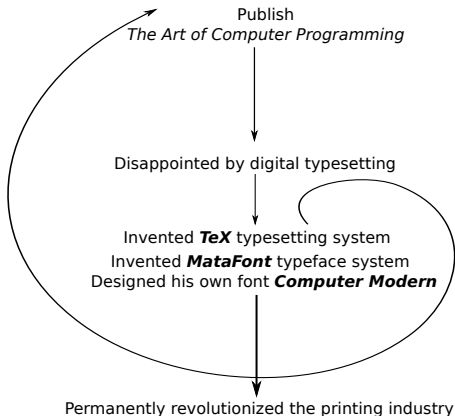 Publish
The Art of Computer Programming
Disappointed by digital typesetting
Invented TeX typesetting system
Invented MataFont typeface system
Designed his own font Computer Modern
Permanently revolutionized the printing industry